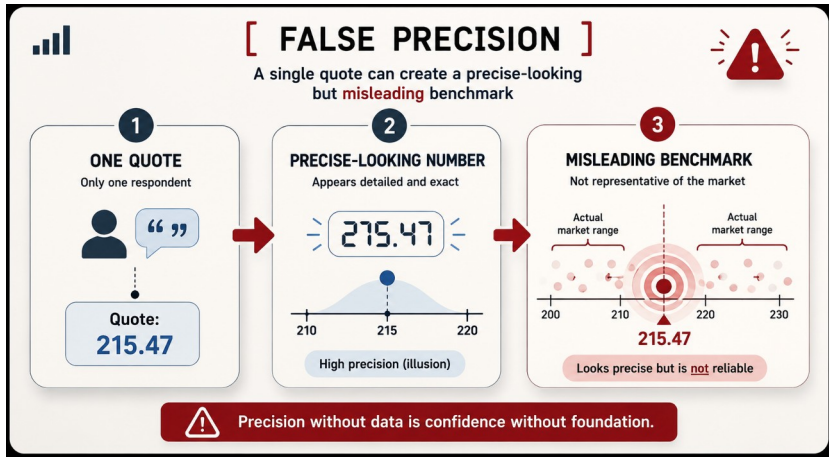 [ FALSE PRECISION ]
A single quote can create a precise-looking
but misleading benchmark
1
ONE QUOTE
Only one respondent
“ ”
Quote:
215.47
2
PRECISE-LOOKING NUMBER
Appears detailed and exact
275.47
210 215 220
High precision (illusion)
3
MISLEADING BENCHMARK
Not representative of the market
Actual
market range
Actual
market range
200 210 220 230
215.47
Looks precise but is not reliable
Precision without data is confidence without foundation.